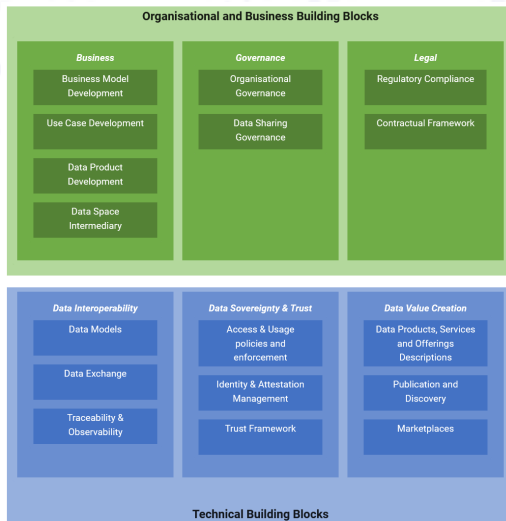 Organisational and Business Building Blocks
Business
Business Model
Development
Use Case Development
Data Product
Development
Data Space
Intermediary
Governance
Organisational
Governance
Data Sharing
Governance
Legal
Regulatory Compliance
Contractual Framework
Data Interoperability
Data Models
Data Exchange
Traceability &
Observability
Data Sovereignty & Trust
Access & Usage
policies and
enforcement
Identity & Attestation
Management
Trust Framework
Data Value Creation
Data Products, Services
and Offerings
Descriptions
Publication and
Discovery
Marketplaces
Technical Building Blocks